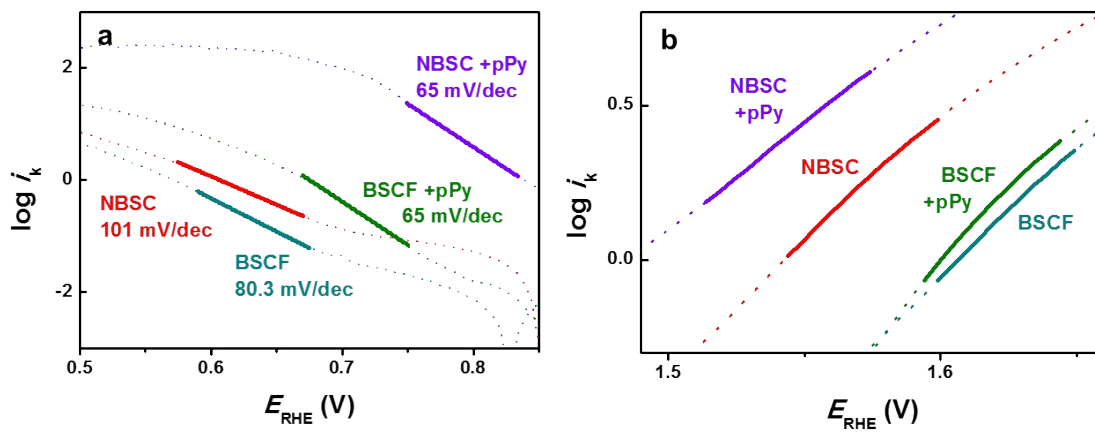 a
2
0
-2
log iₖ
NBSC +pPy
65 mV/dec
BSCF +pPy
65 mV/dec
NBSC
101 mV/dec
BSCF
80.3 mV/dec
0.5
0.6
0.7
0.8
E_RHE (V)
b
0.5
0.0
log iₖ
NBSC
+pPy
NBSC
BSCF
+pPy
BSCF
1.5
1.6
E_RHE (V)